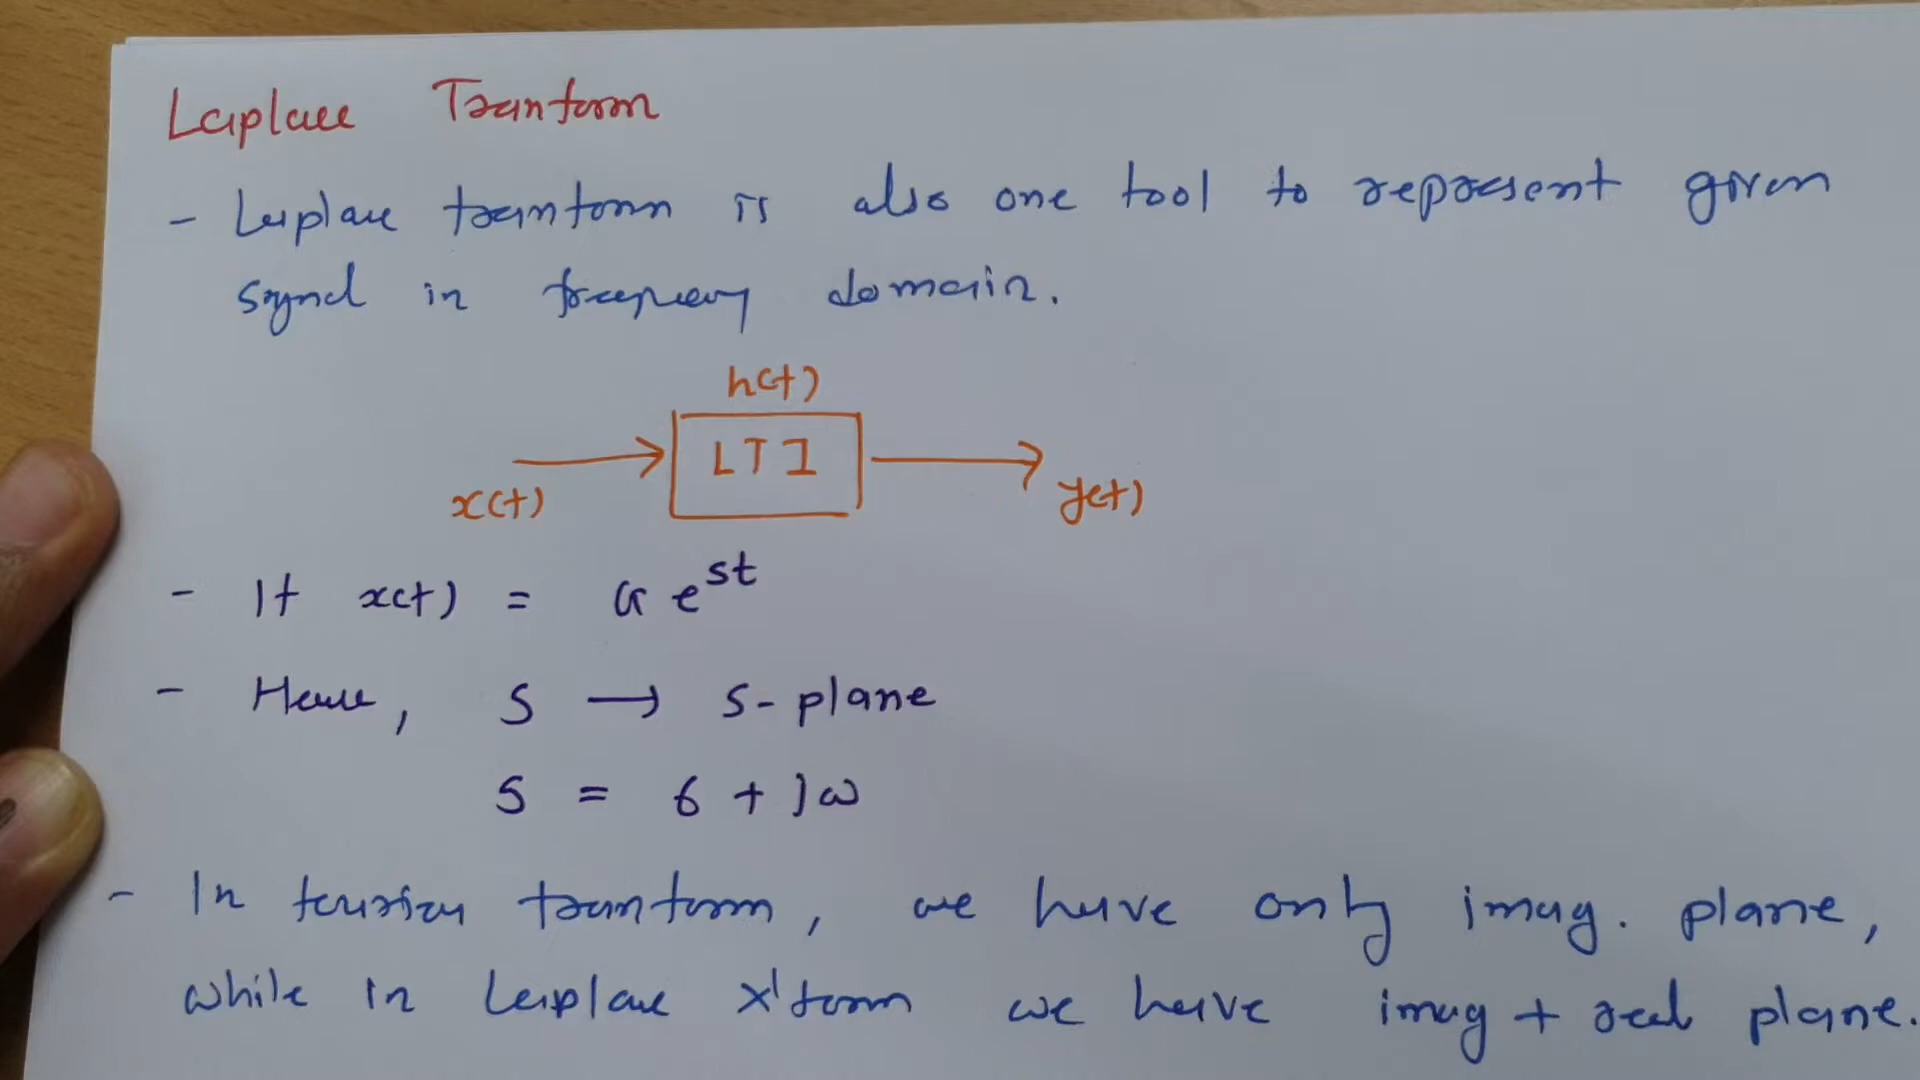 Laplace Transform
- Laplace transform is also one tool to represent given
signal in frequency domain.
h(t)
LTI
x(t)
y(t)
- If x(t) = a e^st
- Here, S → S-plane
S = σ + jω
- In fourier transform, we have only imag. plane,
while in Laplace x'form we have imag + real plane.